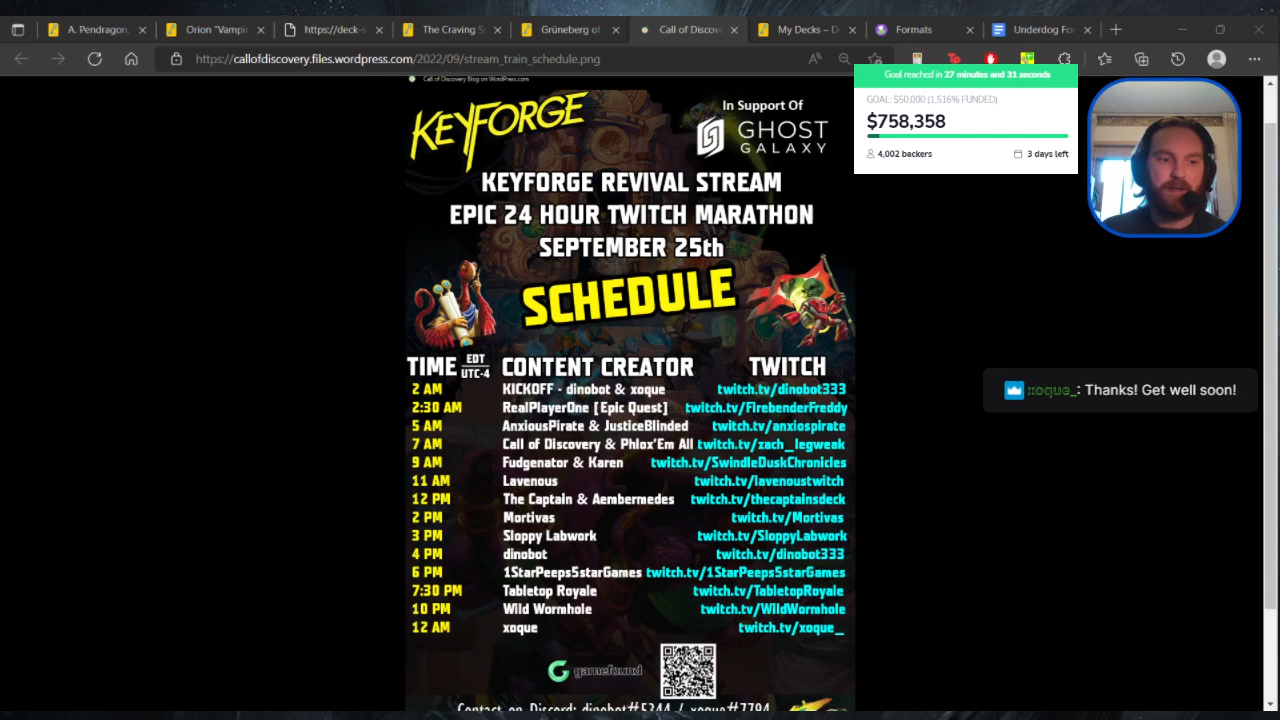 A. Pendragon,
Orion "Vampi
https://deck-s
The Craving S
Grüneberg of
Call of Discov
My Decks – D
Formats
Underdog Fo
https://callofdiscovery.files.wordpress.com/2022/09/stream_train_schedule.png
Call of Discovery Blog on WordPress.com
Goal reached in 27 minutes and 31 seconds
GOAL: $50,000 (1,516% FUNDED)
$758,358
4,002 backers
3 days left
KEYFORGE
In Support Of
GHOST
GALAXY
KEYFORGE REVIVAL STREAM
EPIC 24 HOUR TWITCH MARATHON
SEPTEMBER 25th
SCHEDULE
TIME EDT UTC-4 CONTENT CREATOR TWITCH
2 AM KICKOFF - dinobot & xoque twitch.tv/dinobot333
2:30 AM RealPlayerOne [Epic Quest] twitch.tv/FirebenderFreddy
5 AM AnxiousPirate & JusticeBlinded twitch.tv/anxiospirate
7 AM Call of Discovery & Phlox'Em All twitch.tv/zach_legweak
9 AM Fudgenator & Karen twitch.tv/SwindleDuskChronicles
11 AM Lavenous twitch.tv/lavenoustwitch
12 PM The Captain & Aembermedes twitch.tv/thecaptainsdeck
2 PM Mortivas twitch.tv/Mortivas
3 PM Sloppy Labwork twitch.tv/SloppyLabwork
4 PM dinobot twitch.tv/dinobot333
6 PM 1StarPeeps5starGames twitch.tv/1StarPeeps5starGames
7:30 PM Tabletop Royale twitch.tv/TabletopRoyale
10 PM Wild Wormhole twitch.tv/WildWormhole
12 AM xoque twitch.tv/xoque_
xoque_: Thanks! Get well soon!
gamefound
Contact on Discord: dinobot#5344 / xoque#7794